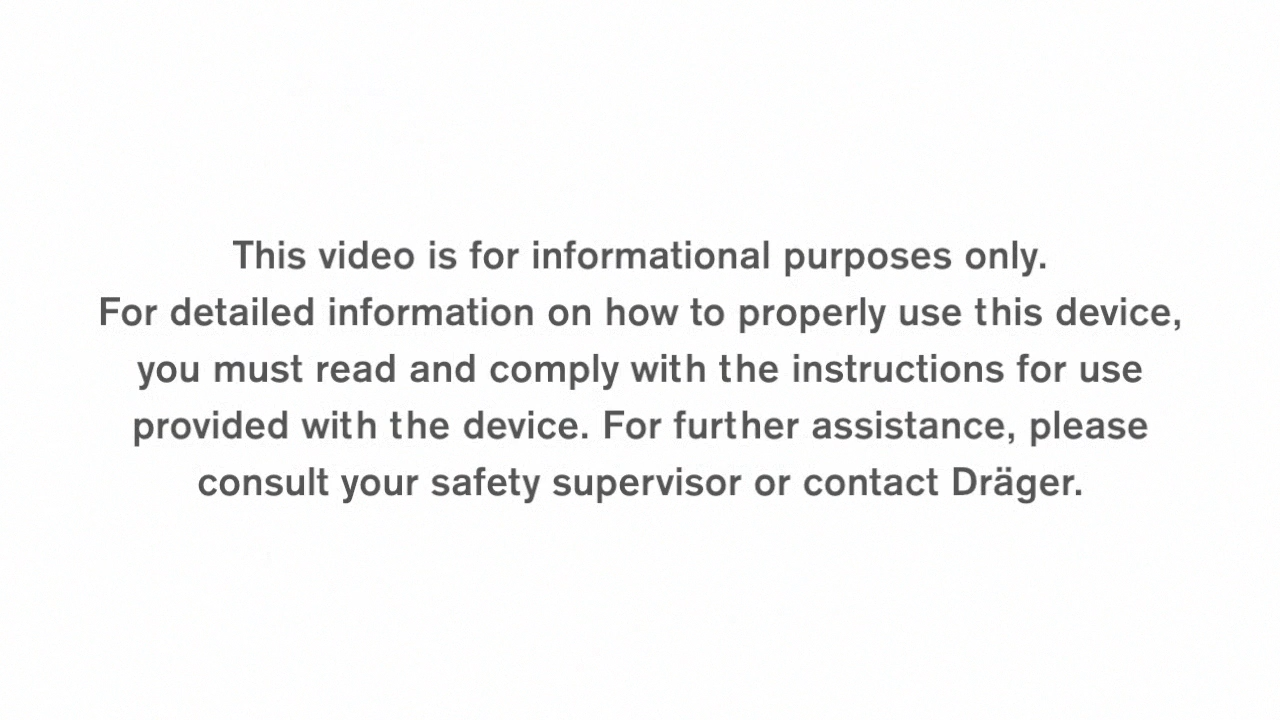 This video is for informational purposes only.
For detailed information on how to properly use this device,
you must read and comply with the instructions for use
provided with the device. For further assistance, please
consult your safety supervisor or contact Dräger.